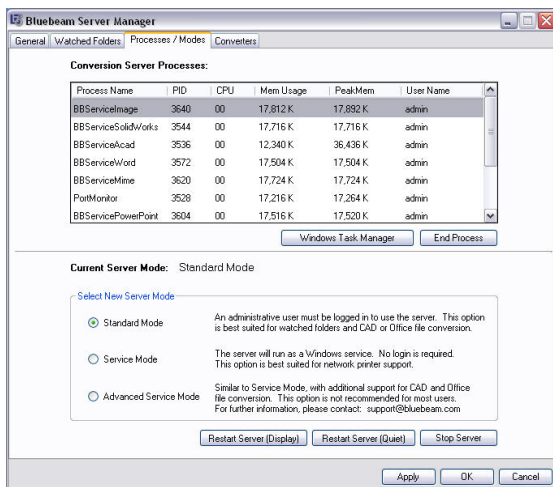 Bluebeam Server Manager
General Watched Folders Processes / Modes Converters
Conversion Server Processes:
Process Name PID CPU Mem Usage PeakMem User Name
BBServiceImage 3640 00 17,812 K 17,892 K admin
BBServiceSolidWorks 3544 00 17,716 K 17,716 K admin
BBServiceAcad 3536 00 12,340 K 36,436 K admin
BBServiceWord 3572 00 17,504 K 17,504 K admin
BBServiceMime 3620 00 17,724 K 17,724 K admin
PortMonitor 3528 00 17,216 K 17,264 K admin
BBServicePowerPoint 3604 00 17,516 K 17,520 K admin
Windows Task Manager End Process
Current Server Mode: Standard Mode
Select New Server Mode
Standard Mode
An administrative user must be logged in to use the server. This option
is best suited for watched folders and CAD or Office file conversion.
Service Mode
The server will run as a Windows service. No login is required.
This option is best suited for network printer support.
Advanced Service Mode
Similar to Service Mode, with additional support for CAD and Office
file conversion. This option is not recommended for most users.
For further information, please contact: support@bluebeam.com
Restart Server (Display) Restart Server (Quiet) Stop Server
Apply OK Cancel